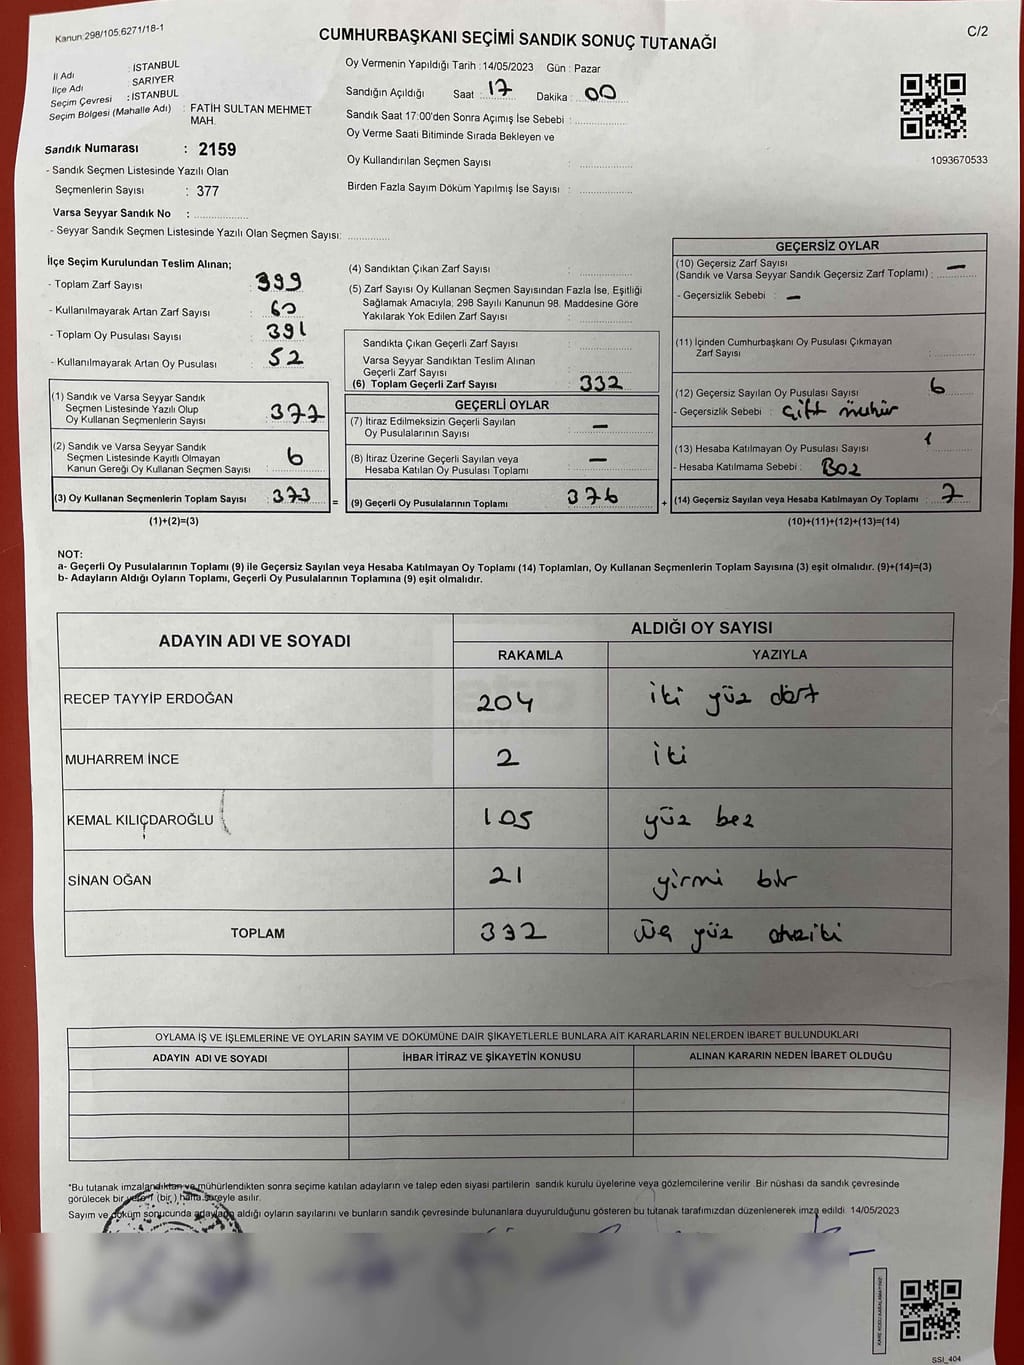 Kanun:298/105,6271/18-1
CUMHURBAŞKANI SEÇİMİ SANDIK SONUÇ TUTANAĞI
C/2
İl Adı : İSTANBUL
İlçe Adı SARIYER
Seçim Çevresi : İSTANBUL
Seçim Bölgesi (Mahalle Adı) : FATİH SULTAN MEHMET
MAH.
Oy Vermenin Yapıldığı Tarih : 14/05/2023 Gün : Pazar
Sandığın Açıldığı Saat : 17 Dakika : 00
Sandık Saat 17:00'den Sonra Açımış İse Sebebi :
Oy Verme Saati Bitiminde Sırada Bekleyen ve
Oy Kullandırılan Seçmen Sayısı :
Birden Fazla Sayım Döküm Yapılmış İse Sayısı :
1093670533
Sandık Numarası : 2159
- Sandık Seçmen Listesinde Yazılı Olan
Seçmenlerin Sayısı : 377
Varsa Seyyar Sandık No :
- Seyyar Sandık Seçmen Listesinde Yazılı Olan Seçmen Sayısı:
İlçe Seçim Kurulundan Teslim Alınan;
- Toplam Zarf Sayısı : 399
- Kullanılmayarak Artan Zarf Sayısı : 60
- Toplam Oy Pusulası Sayısı : 391
- Kullanılmayarak Artan Oy Pusulası : 52
(1) Sandık ve Varsa Seyyar Sandık
Seçmen Listesinde Yazılı Olup
Oy Kullanan Seçmenlerin Sayısı : 377
(2) Sandık ve Varsa Seyyar Sandık
Seçmen Listesinde Kayıtlı Olmayan
Kanun Gereği Oy Kullanan Seçmen Sayısı : 6
(3) Oy Kullanan Seçmenlerin Toplam Sayısı : 373 =
(1)+(2)=(3)
(4) Sandıktan Çıkan Zarf Sayısı :
(5) Zarf Sayısı Oy Kullanan Seçmen Sayısından Fazla İse, Eşitliği
Sağlamak Amacıyla; 298 Sayılı Kanunun 98. Maddesine Göre
Yakılarak Yok Edilen Zarf Sayısı :
Sandıkta Çıkan Geçerli Zarf Sayısı :
Varsa Seyyar Sandıktan Teslim Alınan
Geçerli Zarf Sayısı :
(6) Toplam Geçerli Zarf Sayısı : 332
GEÇERLİ OYLAR
(7) İtiraz Edilmeksizin Geçerli Sayılan
Oy Pusulalarının Sayısı : —
(8) İtiraz Üzerine Geçerli Sayılan veya
Hesaba Katılan Oy Pusulası Toplamı : —
(9) Geçerli Oy Pusulalarının Toplamı 376 +
GEÇERSİZ OYLAR
(10) Geçersiz Zarf Sayısı
(Sandık ve Varsa Seyyar Sandık Geçersiz Zarf Toplamı) : —
- Geçersizlik Sebebi : —
(11) İçinden Cumhurbaşkanı Oy Pusulası Çıkmayan
Zarf Sayısı :
(12) Geçersiz Sayılan Oy Pusulası Sayısı : 6
- Geçersizlik Sebebi : Çift mühür
(13) Hesaba Katılmayan Oy Pusulası Sayısı : 1
- Hesaba Katılmama Sebebi : Boz
(14) Geçersiz Sayılan veya Hesaba Katılmayan Oy Toplamı : 7
(10)+(11)+(12)+(13)=(14)
NOT:
a- Geçerli Oy Pusulalarının Toplamı (9) ile Geçersiz Sayılan veya Hesaba Katılmayan Oy Toplamı (14) Toplamları, Oy Kullanan Seçmenlerin Toplam Sayısına (3) eşit olmalıdır. (9)+(14)=(3)
b- Adayların Aldığı Oyların Toplamı, Geçerli Oy Pusulalarının Toplamına (9) eşit olmalıdır.
ADAYIN ADI VE SOYADI
ALDIĞI OY SAYISI
RAKAMLA YAZIYLA
RECEP TAYYİP ERDOĞAN 204 iki yüz dört
MUHARREM İNCE 2 iki
KEMAL KILIÇDAROĞLU 105 yüz bez
SİNAN OĞAN 21 yirmi bir
TOPLAM 332 üç yüz otuziki
OYLAMA İŞ VE İŞLEMLERİNE VE OYLARIN SAYIM VE DÖKÜMÜNE DAİR ŞİKAYETLERLE BUNLARA AİT KARARLARIN NELERDEN İBARET BULUNDUKLARI
ADAYIN ADI VE SOYADI İHBAR İTİRAZ VE ŞİKAYETİN KONUSU ALINAN KARARIN NEDEN İBARET OLDUĞU
*Bu tutanak imzalandıktan ve mühürlendikten sonra seçime katılan adayların ve talep eden siyasi partilerin sandık kurulu üyelerine veya gözlemcilerine verilir .Bir nüshası da sandık çevresinde
görülecek bir yere 1 (bir ) hafta süreyle asılır.
Sayım ve döküm sonucunda adayların aldığı oyların sayılarını ve bunların sandık çevresinde bulunanlara duyurulduğunu gösteren bu tutanak tarafımızdan düzenlenerek imza edildi. 14/05/2023
SSI_404